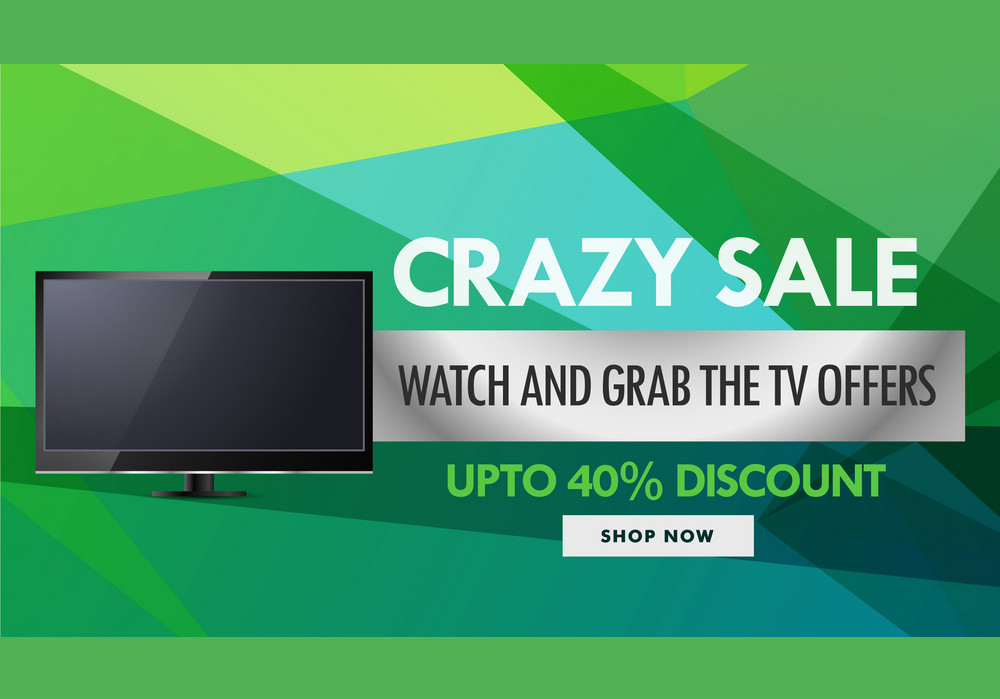 CRAZY SALE
WATCH AND GRAB THE TV OFFERS
UPTO 40% DISCOUNT
SHOP NOW